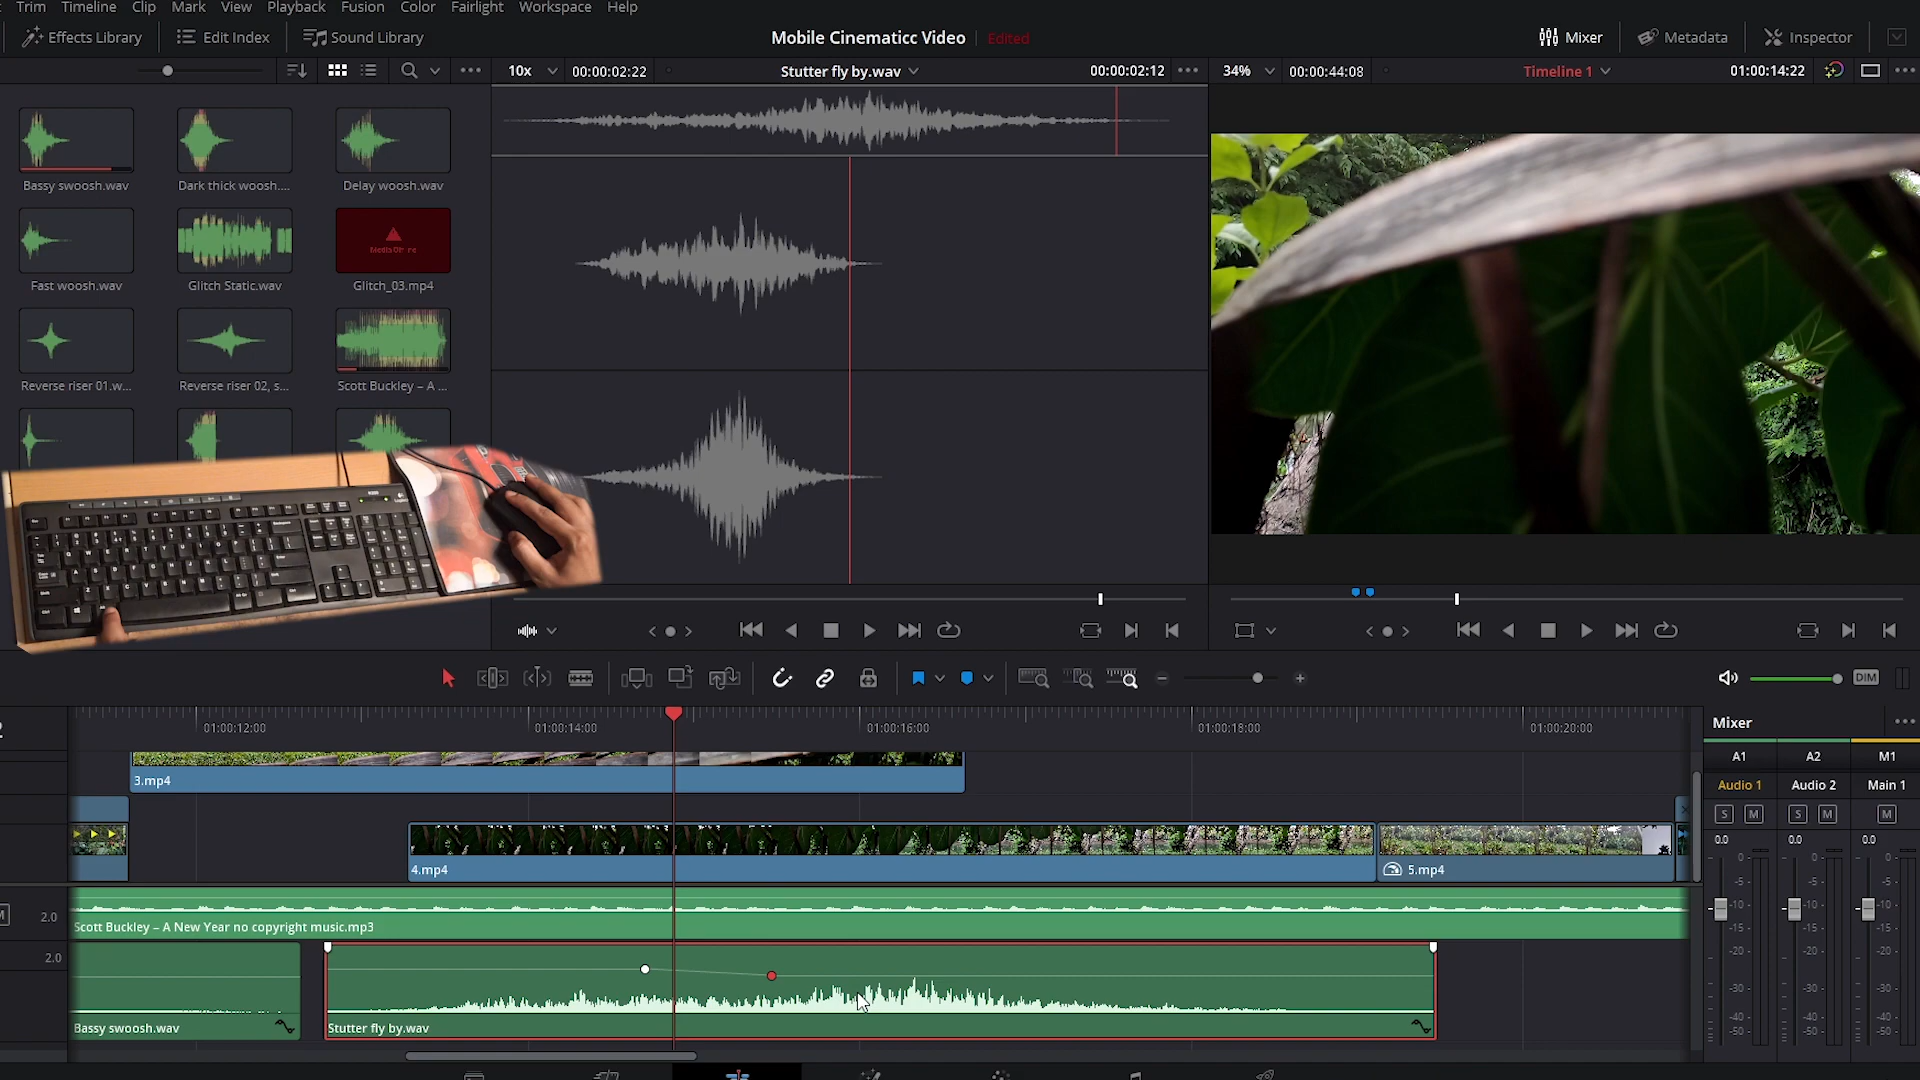 Trim Timeline Clip Mark View Playback Fusion Color Fairlight Workspace Help
Effects Library Edit Index Sound Library Mobile Cinematicc Video Edited Mixer Metadata Inspector
10x 00:00:02:22 Stutter fly by.wav 00:00:02:12 34% 00:00:44:08 Timeline 1 01:00:14:22
Bassy swoosh.wav Dark thick woosh.... Delay woosh.wav
Fast woosh.wav Glitch Static.wav Glitch_03.mp4
Reverse riser 01.w... Reverse riser 02, s... Scott Buckley – A ...
DIM
01:00:12:00 01:00:14:00 01:00:16:00 01:00:18:00 01:00:20:00
Mixer
A1 A2 M1
Audio 1 Audio 2 Main 1
S M S M M
0.0 0.0 0.0
3.mp4
4.mp4
5.mp4
2.0
Scott Buckley – A New Year no copyright music.mp3
2.0
Bassy swoosh.wav
Stutter fly by.wav
0- 0- 0-
-5- -5- -5-
-10- -10- -10-
-15- -15- -15-
-20- -20- -20-
-30- -30- -30-
-40- -40- -40-
-50- -50- -50-